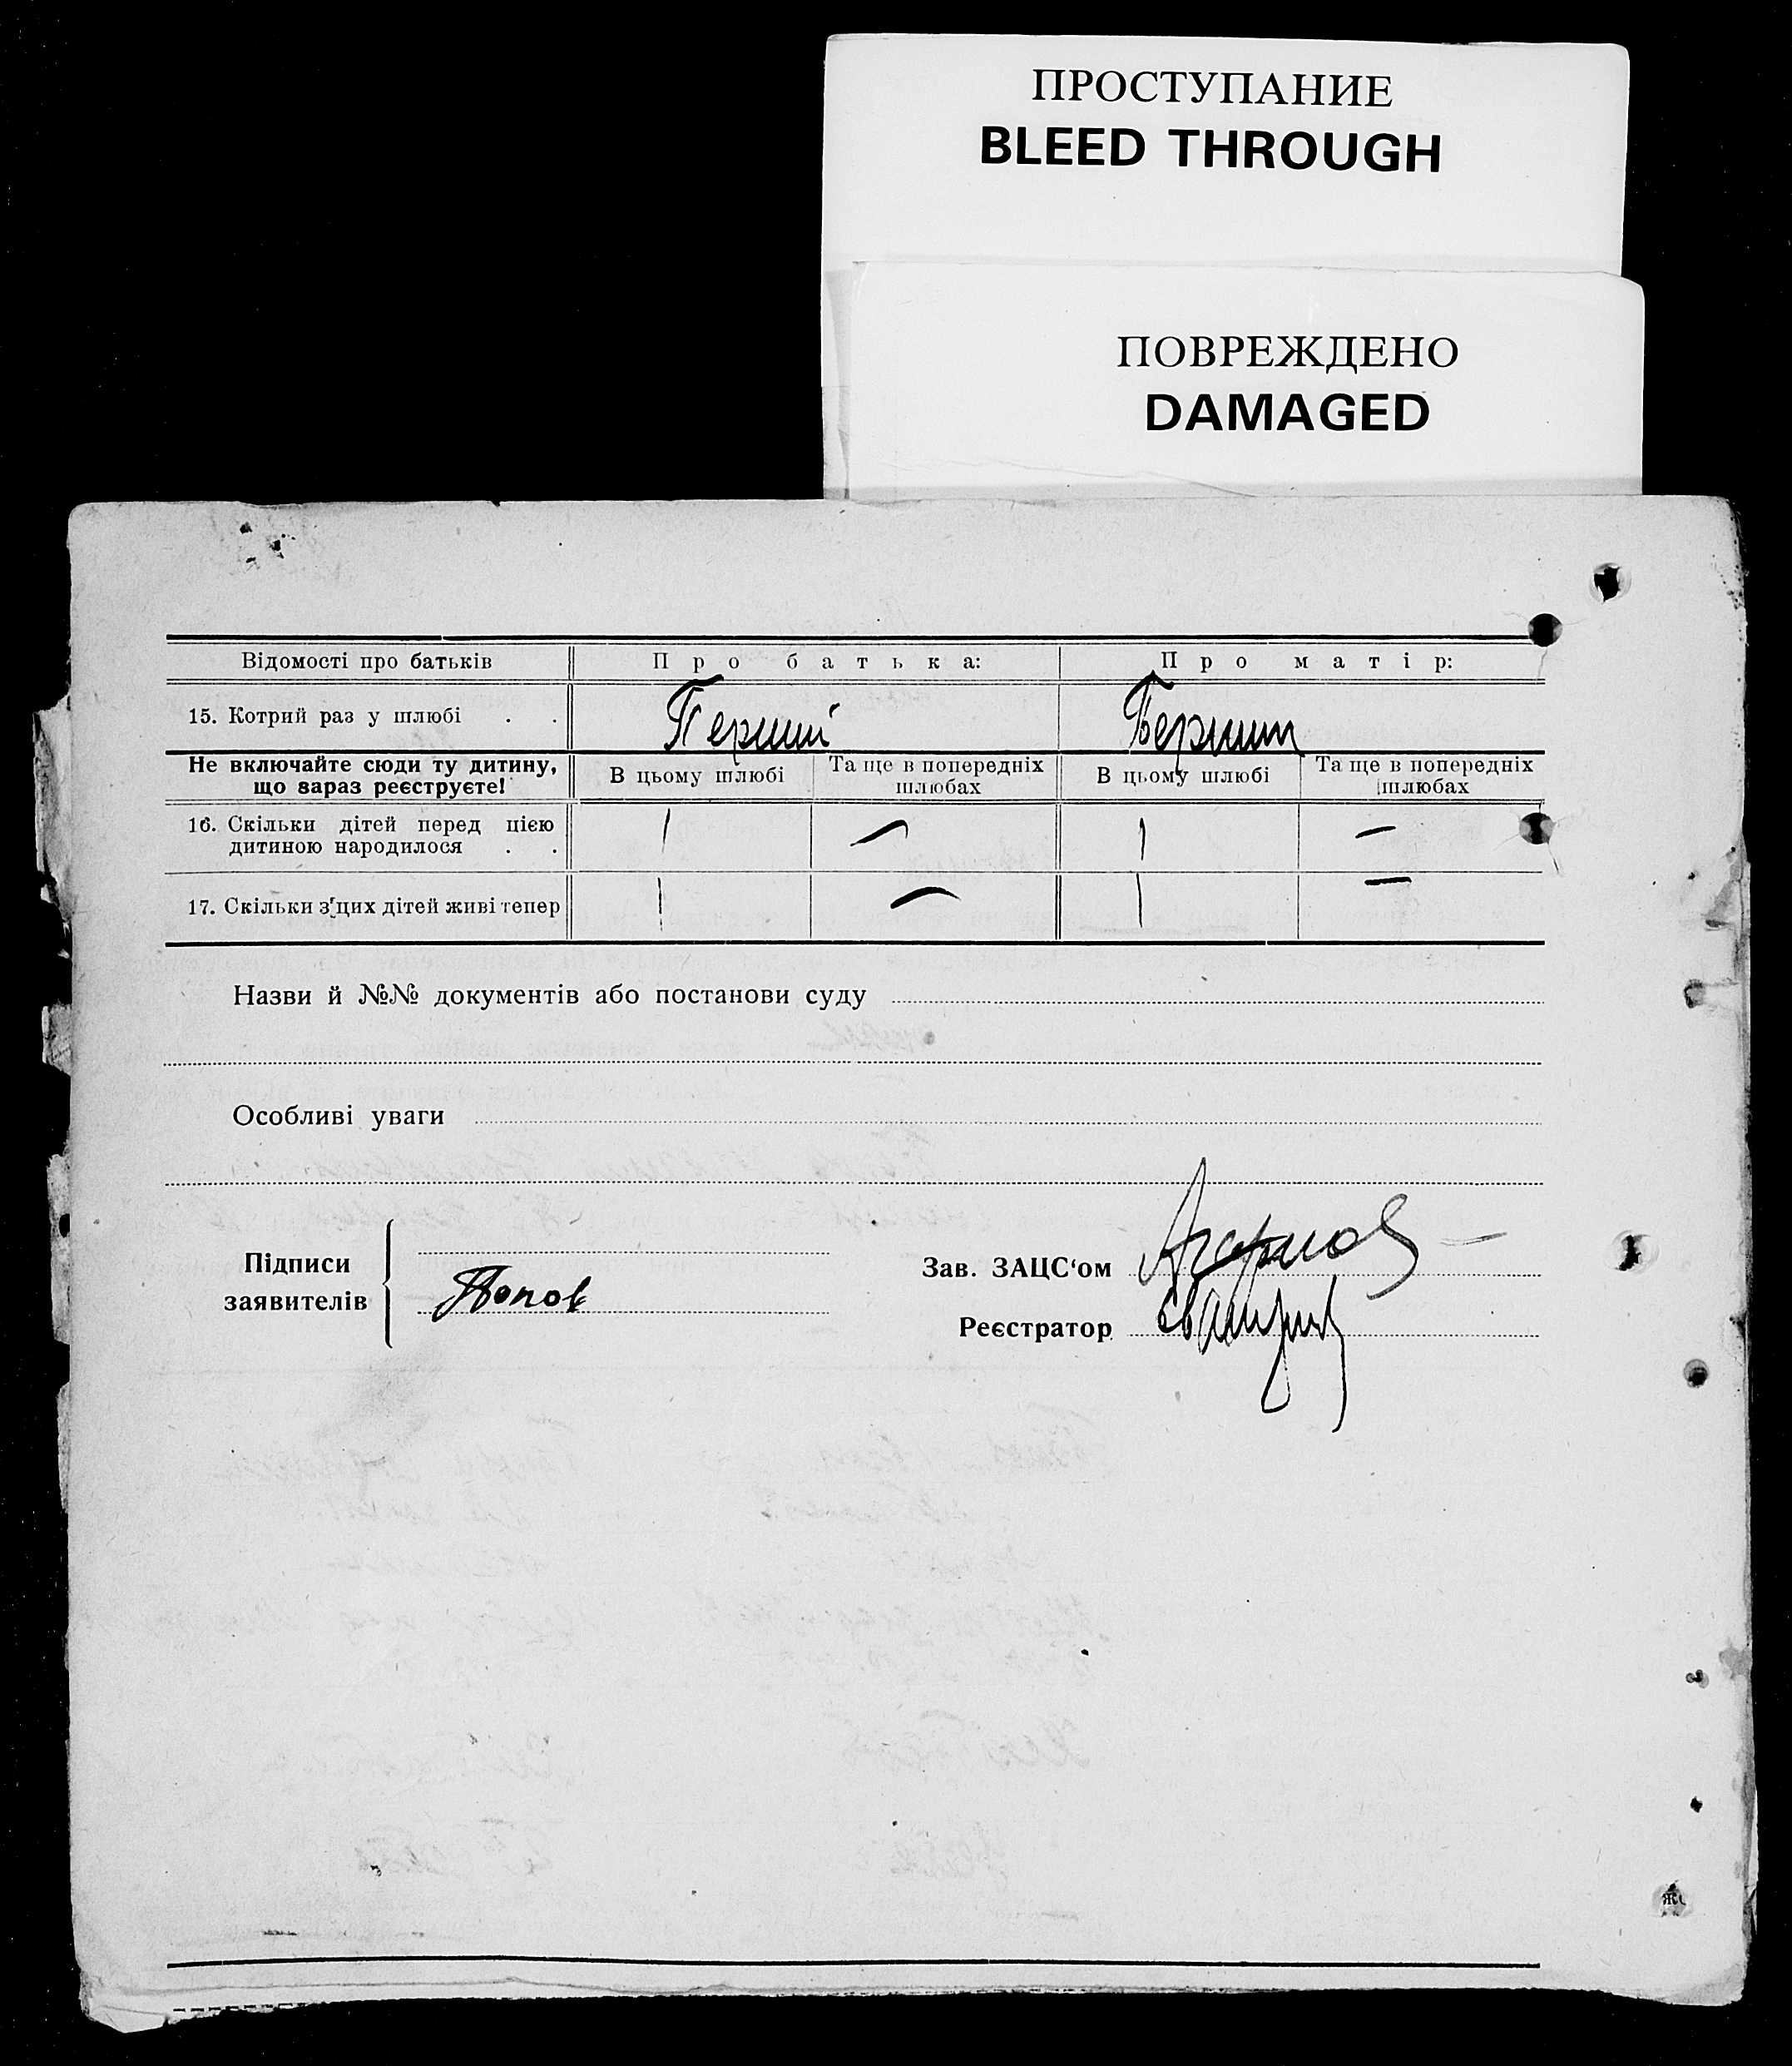 ПРОСТУПАНИЕ
BLEED THROUGH
ПОВРЕЖДЕНО
DAMAGED
Відомості про батьків Про батька: Про матір:
15. Котрий раз у шлюбі . . Перший Перший
Не включайте сюди ту дитину, що зараз реєструєте! В цьому шлюбі Та ще в попередніх шлюбах В цьому шлюбі Та ще в попередніх шлюбах
16. Скільки дітей перед цією дитиною народилося . . 1 — 1 —
17. Скільки з цих дітей живі тепер 1 — 1 —
Назви й №№ документів або постанови суду
Особливі уваги
Підписи заявителів Попов
Зав. ЗАЦС‘ом
Реєстратор